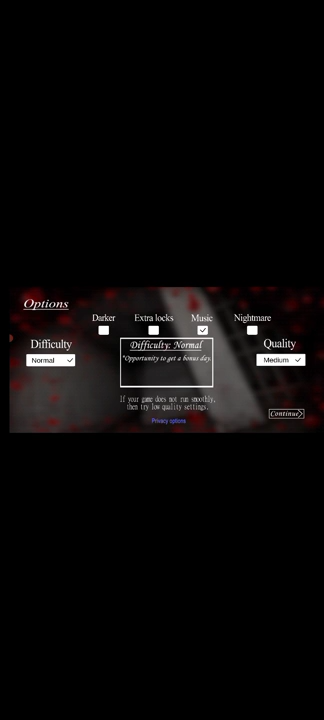 Options
Darker Extra locks Music Nightmare
Difficulty
Normal
Difficulty: Normal
*Opportunity to get a bonus day.
Quality
Medium
If your game does not run smoothly,
then try low quality settings.
Privacy options
Continue